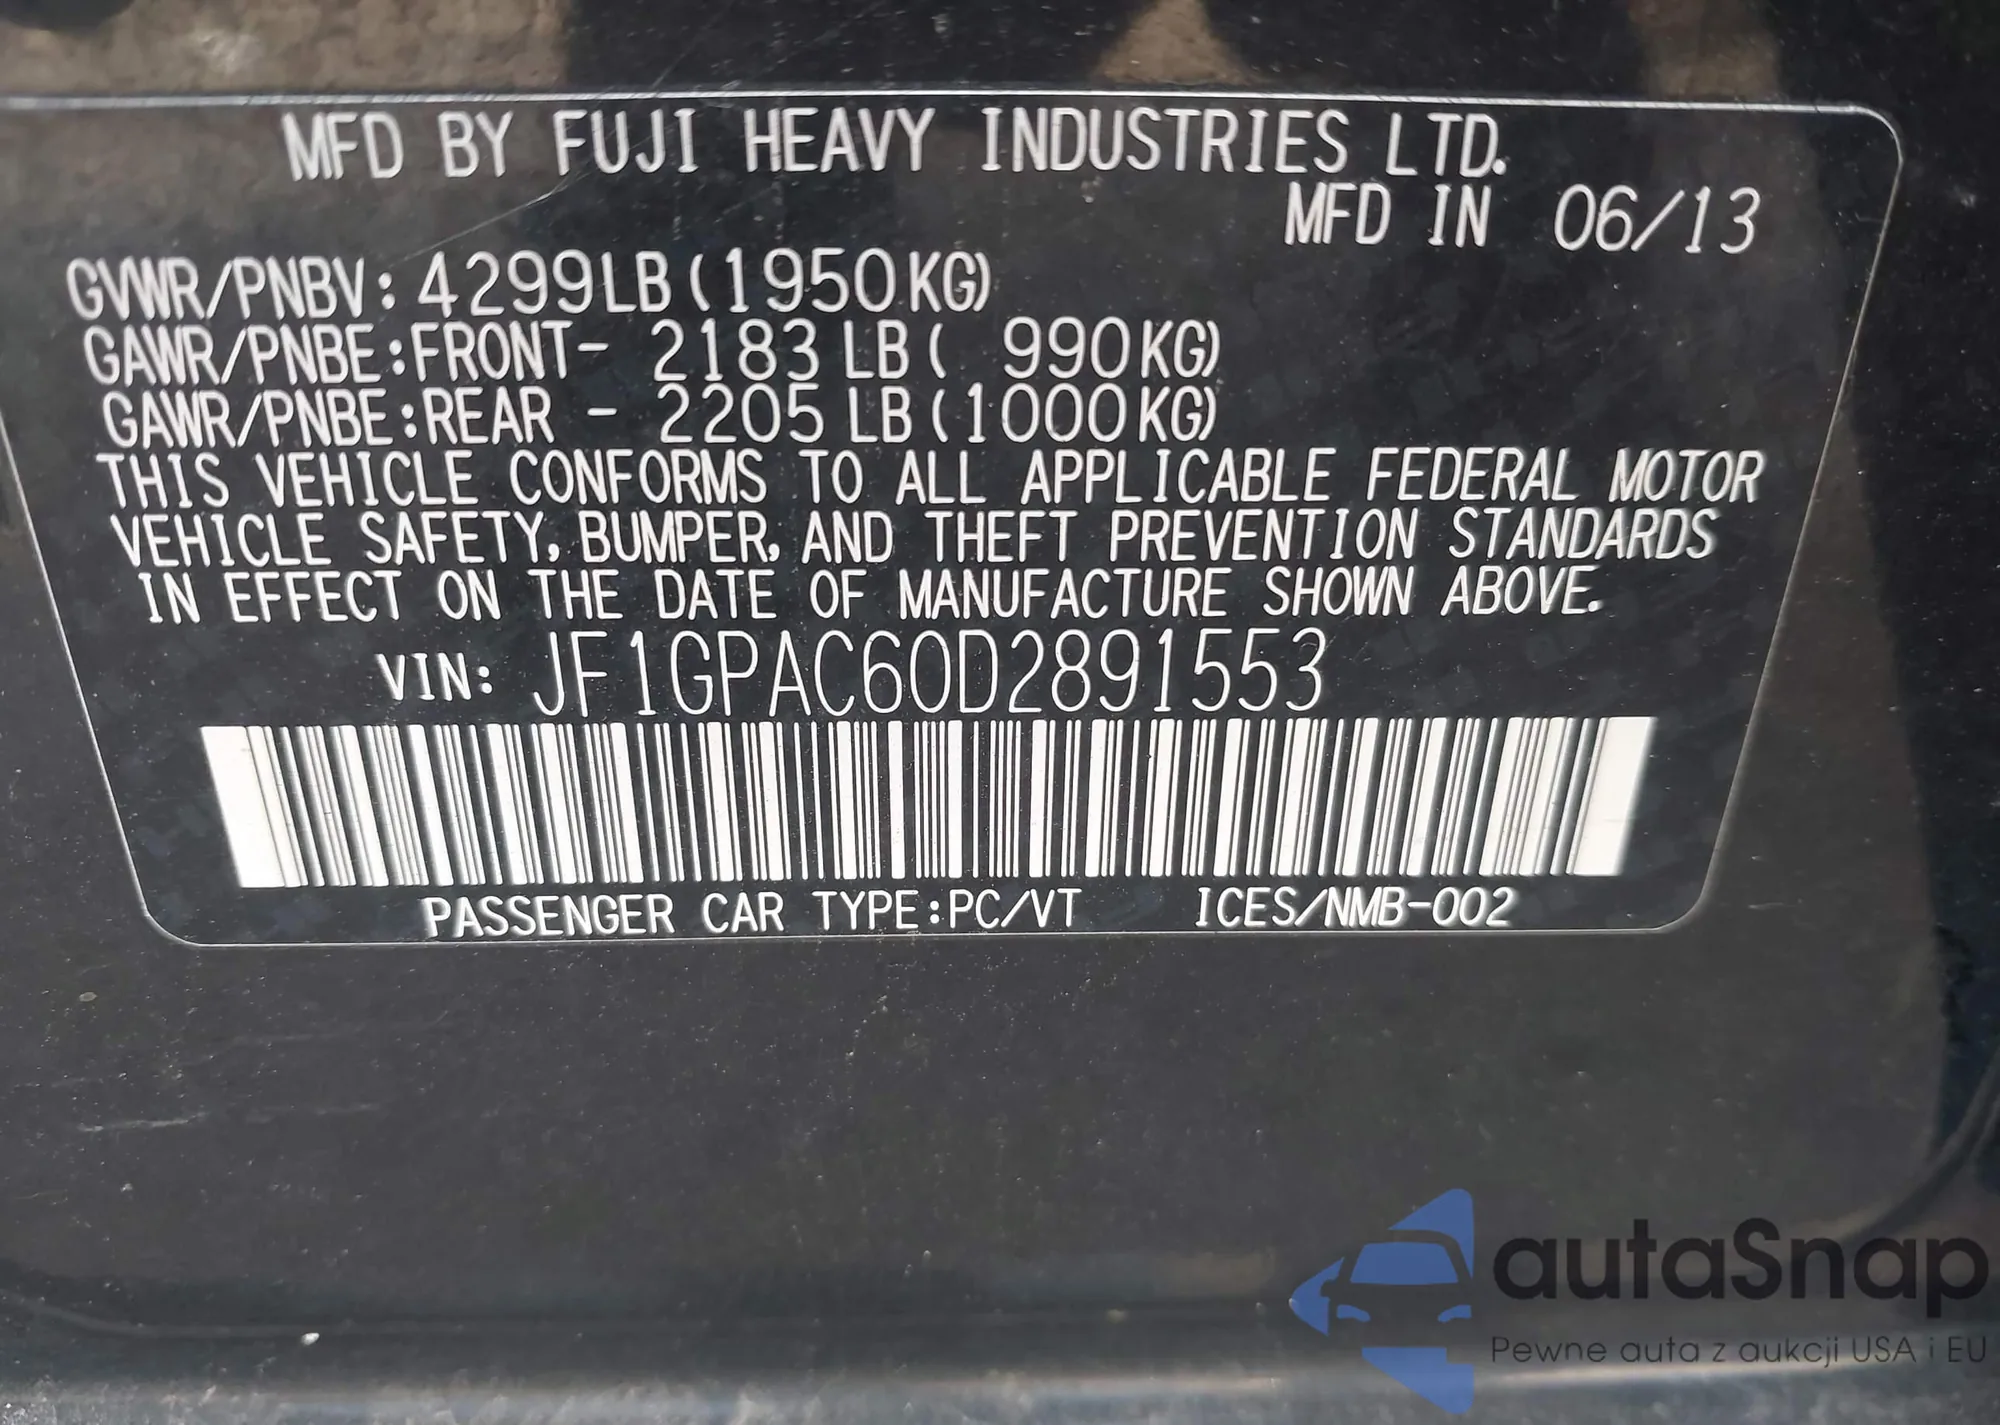 MFD BY FUJI HEAVY INDUSTRIES LTD.
MFD IN 06/13
GVWR/PNBV: 4299LB (1950KG)
GAWR/PNBE:FRONT- 2183 LB ( 990KG)
GAWR/PNBE:REAR - 2205 LB (1000KG)
THIS VEHICLE CONFORMS TO ALL APPLICABLE FEDERAL MOTOR
VEHICLE SAFETY, BUMPER, AND THEFT PREVENTION STANDARDS
IN EFFECT ON THE DATE OF MANUFACTURE SHOWN ABOVE.
VIN: JF1GPAC60D2891553
PASSENGER CAR TYPE:PC/VT ICES/NMB-002
autaSnap
Pewne auta z aukcji USA i EU